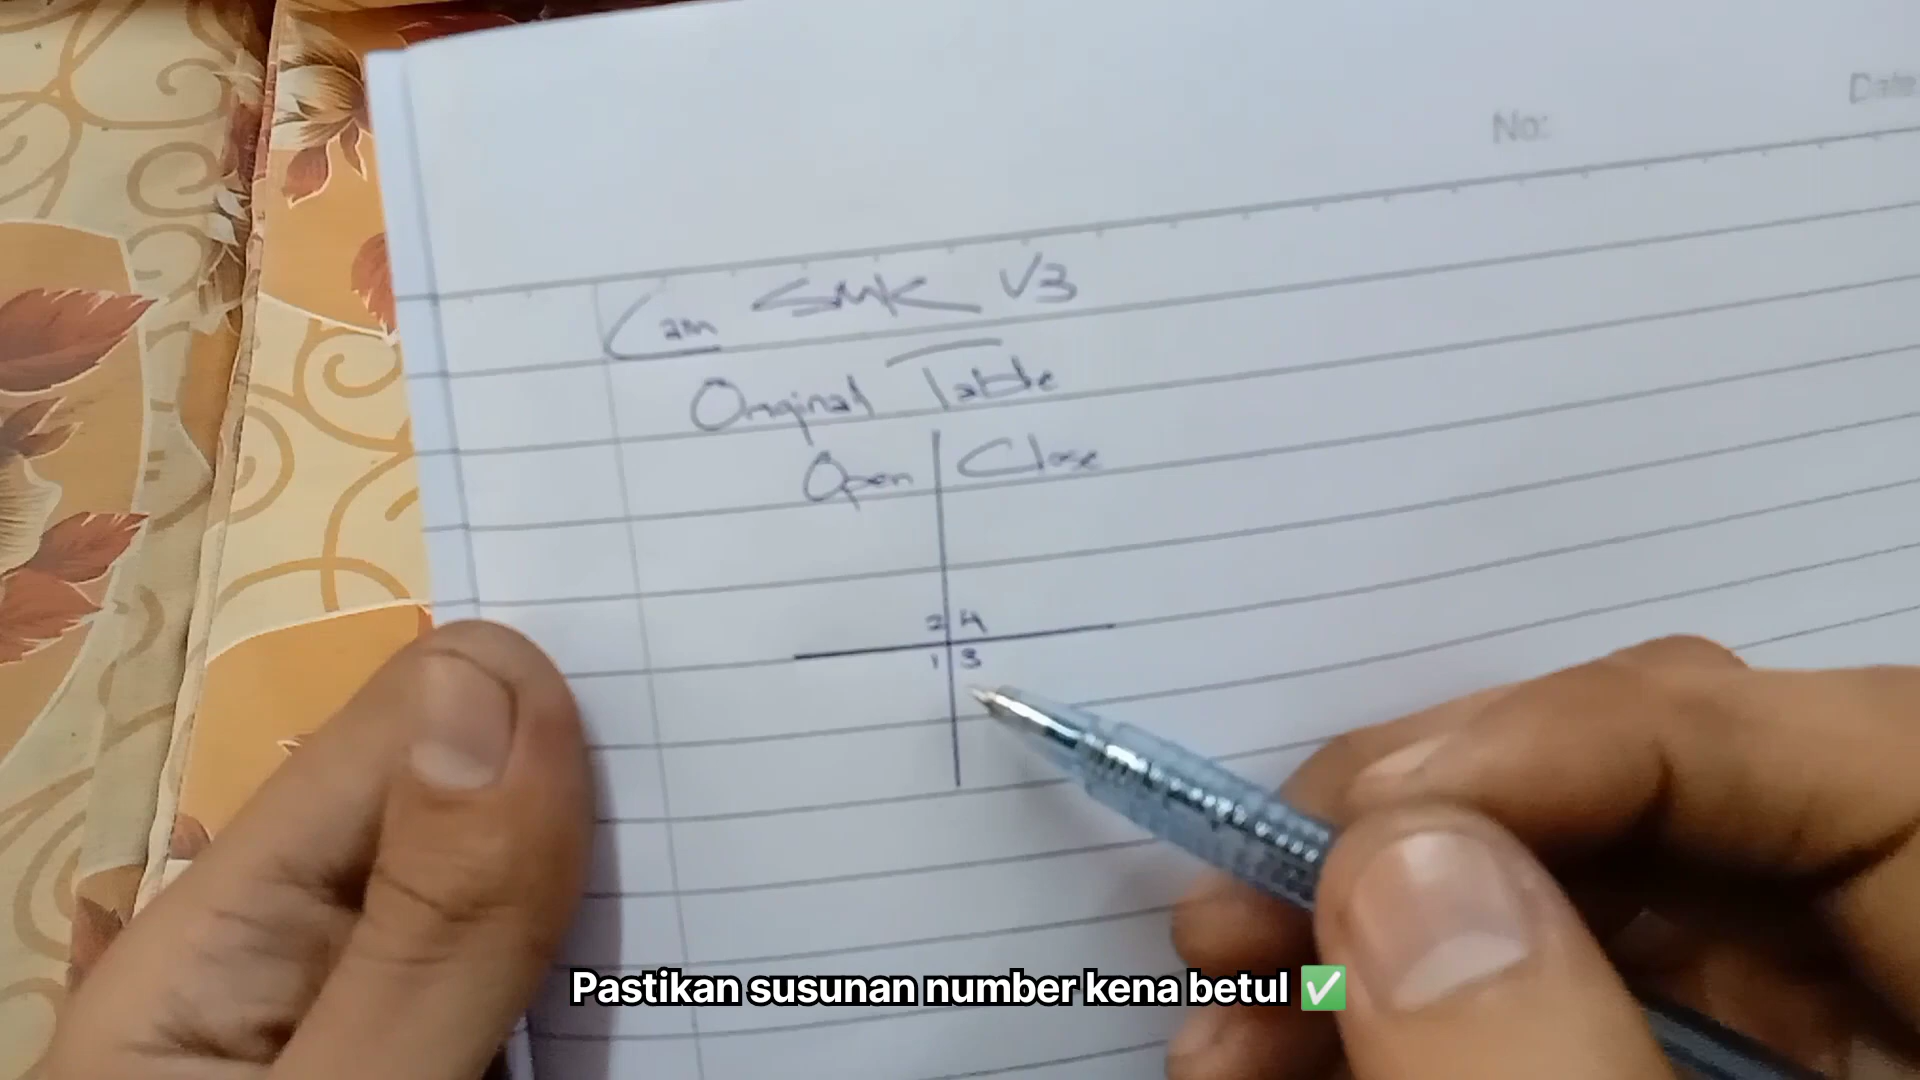 No:
Date
Cam SMK V3
Original Table
Open Close
2 4
1 3
Pastikan susunan number kena betul ✅